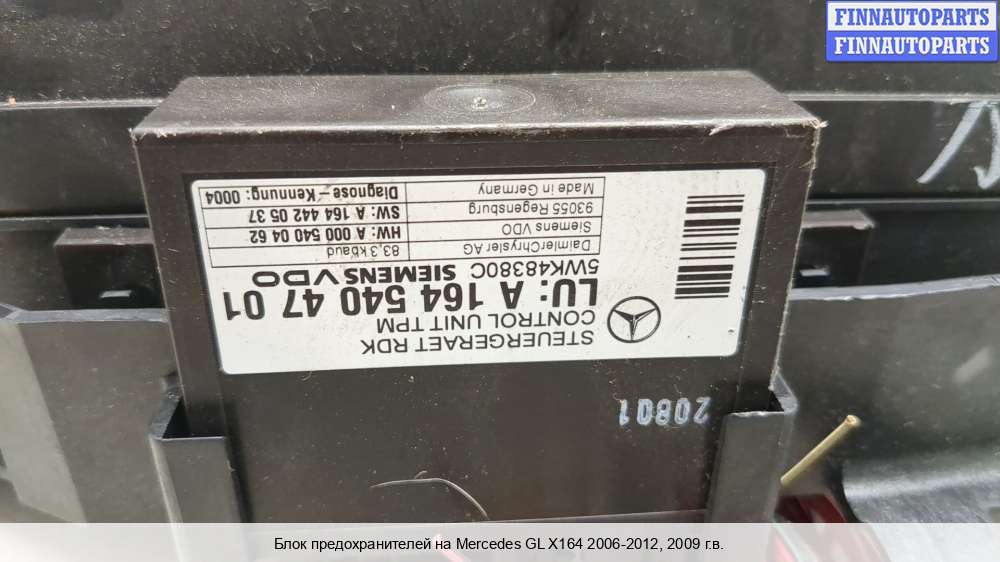 FINNAUTOPARTS
FINNAUTOPARTS
STEUERGERAET RDK
CONTROL UNIT TPM
LU: A 164 540 47 01
5WK48380C SIEMENS VDO
DaimlerChrysler AG 83,3 kbaud
Siemens VDO HW: A 000 540 04 62
93055 Regensburg SW: A 164 442 05 37
Made in Germany Diagnose-Kennung: 0004
20801
Блок предохранителей на Mercedes GL X164 2006-2012, 2009 г.в.